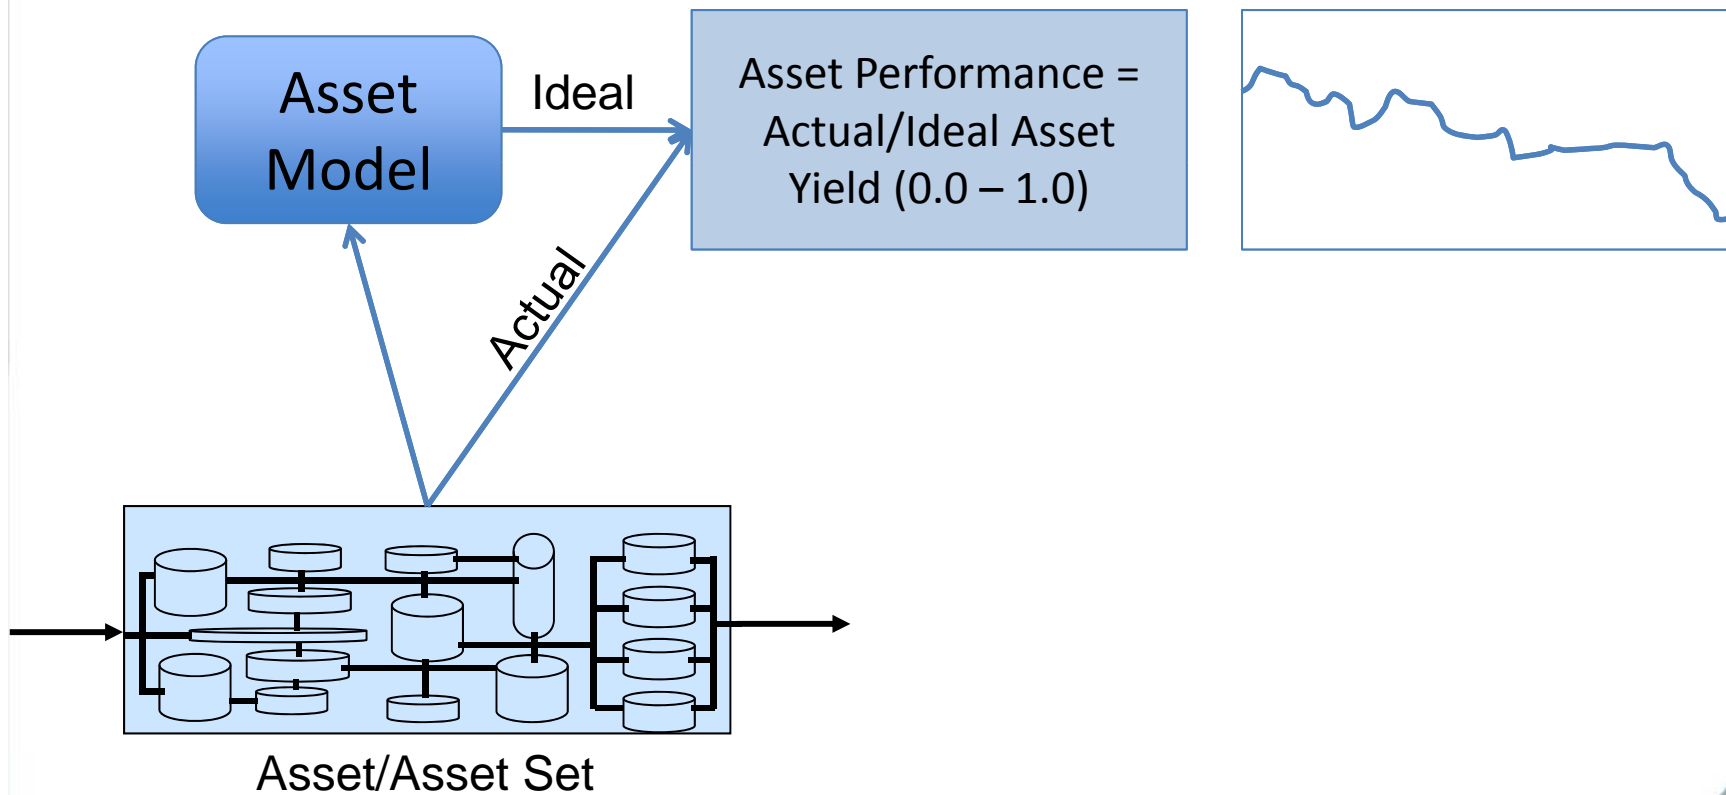 Asset
Model
Ideal
Asset Performance =
Actual/Ideal Asset
Yield (0.0 – 1.0)
Actual
Asset/Asset Set